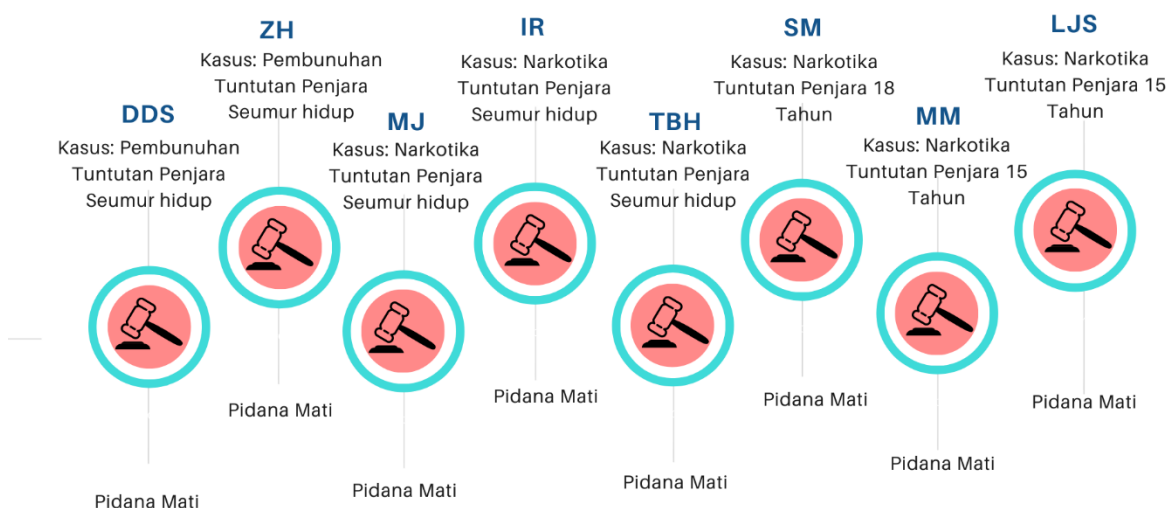 DDS
Kasus: Pembunuhan
Tuntutan Penjara
Seumur hidup
Pidana Mati
ZH
Kasus: Pembunuhan
Tuntutan Penjara
Seumur hidup
Pidana Mati
MJ
Kasus: Narkotika
Tuntutan Penjara
Seumur hidup
Pidana Mati
IR
Kasus: Narkotika
Tuntutan Penjara
Seumur hidup
Pidana Mati
TBH
Kasus: Narkotika
Tuntutan Penjara
Seumur hidup
Pidana Mati
SM
Kasus: Narkotika
Tuntutan Penjara 18
Tahun
Pidana Mati
MM
Kasus: Narkotika
Tuntutan Penjara 15
Tahun
Pidana Mati
LJS
Kasus: Narkotika
Tuntutan Penjara 15
Tahun
Pidana Mati